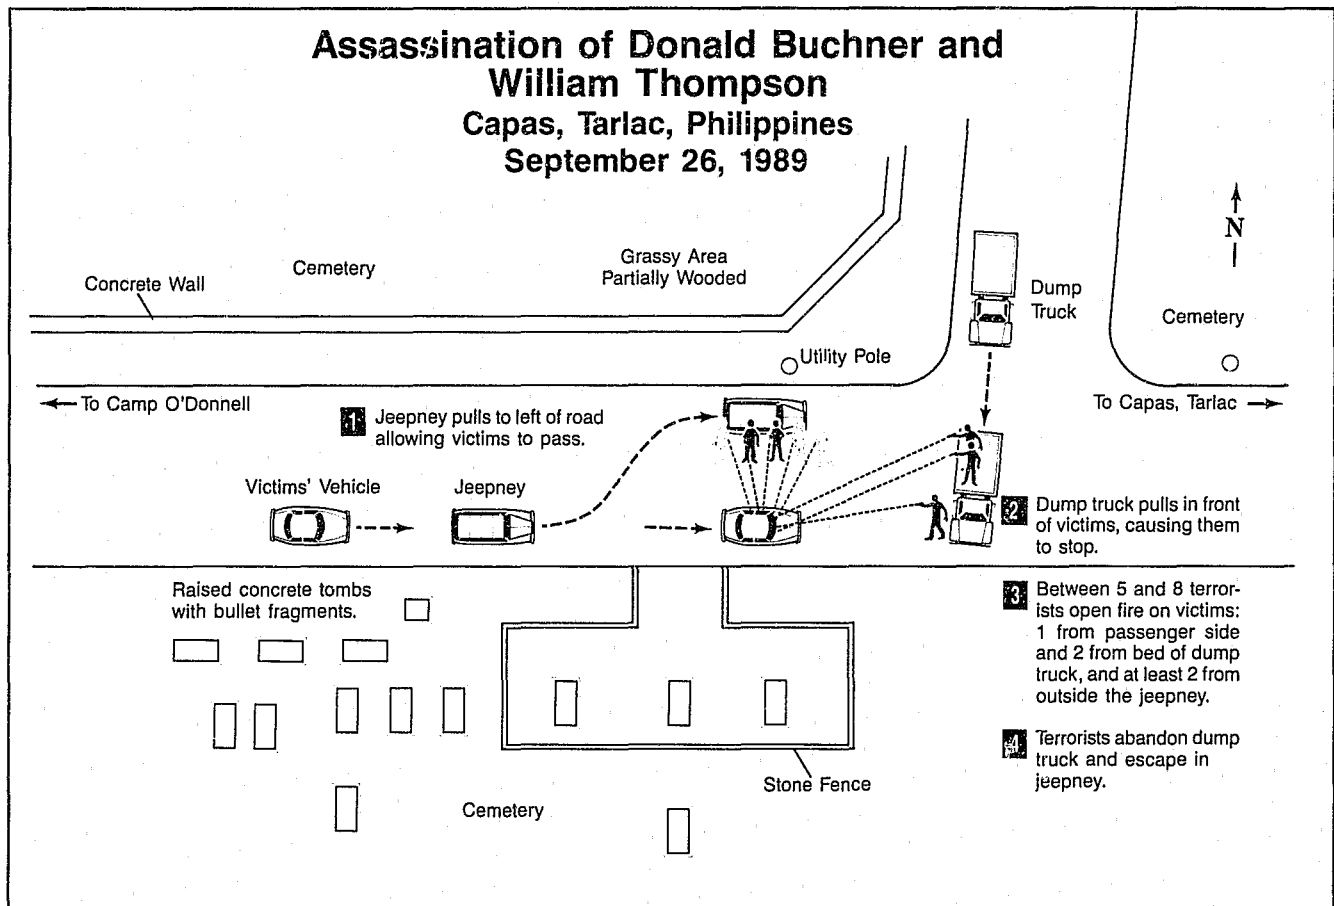 Assassination of Donald Buchner and
William Thompson
Capas, Tarlac, Philippines
September 26, 1989
N
Concrete Wall
Cemetery
Grassy Area
Partially Wooded
Dump
Truck
Cemetery
Utility Pole
To Camp O'Donnell
To Capas, Tarlac
1 Jeepney pulls to left of road
allowing victims to pass.
Victims' Vehicle
Jeepney
2 Dump truck pulls in front
of victims, causing them
to stop.
Raised concrete tombs
with bullet fragments.
3 Between 5 and 8 terror-
ists open fire on victims:
1 from passenger side
and 2 from bed of dump
truck, and at least 2 from
outside the jeepney.
4 Terrorists abandon dump
truck and escape in
jeepney.
Stone Fence
Cemetery